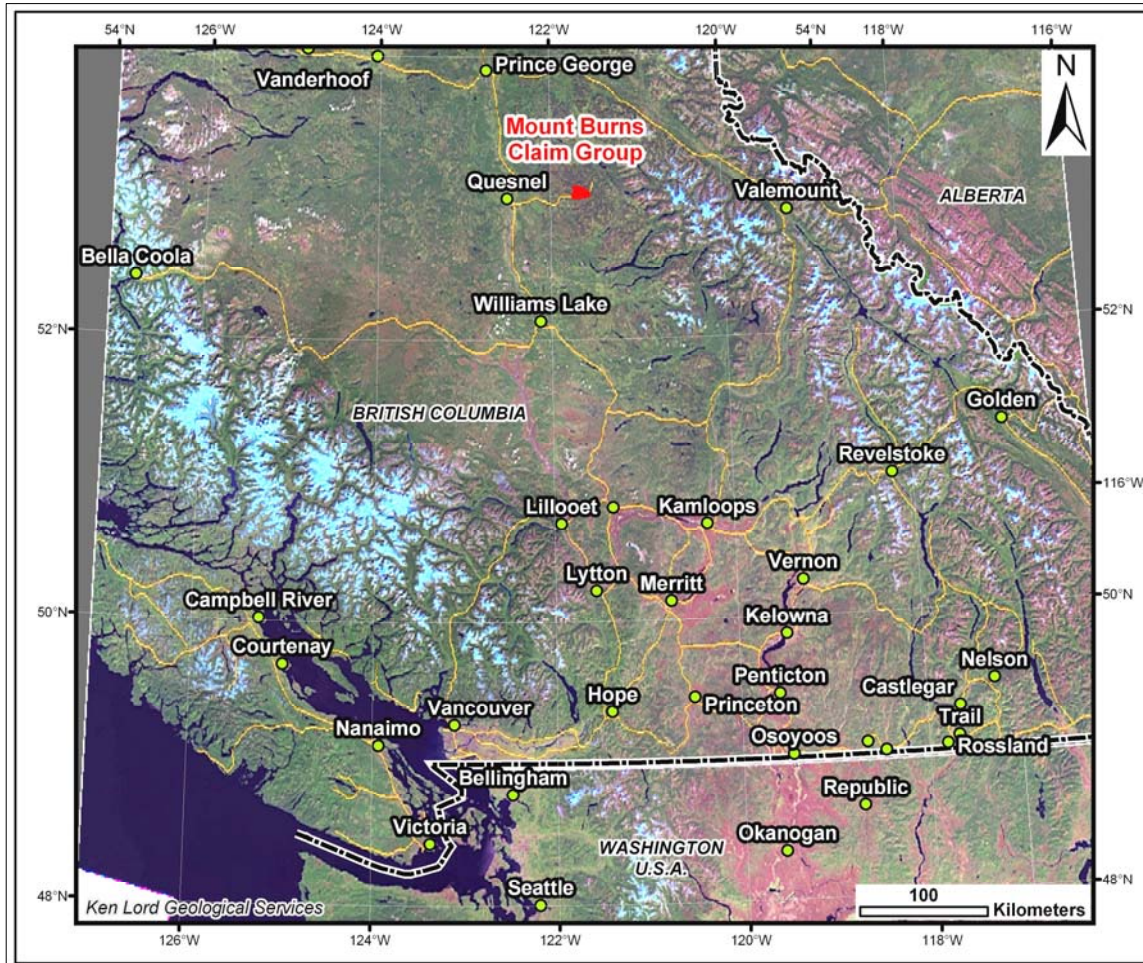 54°N
126°W
124°W
122°W
120°W
54°N
118°W
116°W
Vanderhoof
Prince George
N
Mount Burns
Claim Group
Quesnel
Valemount
ALBERTA
Bella Coola
Williams Lake
52°N
52°N
BRITISH COLUMBIA
Golden
Revelstoke
116°W
Lillooet
Kamloops
Vernon
Lytton
Merritt
50°N
50°N
Campbell River
Kelowna
Courtenay
Nelson
Penticton
Castlegar
Hope
Princeton
Vancouver
Trail
Nanaimo
Osoyoos
Rossland
Bellingham
Republic
Victoria
Okanogan
WASHINGTON
U.S.A.
Seattle
48°N
48°N
100
Kilometers
Ken Lord Geological Services
126°W
124°W
122°W
120°W
118°W